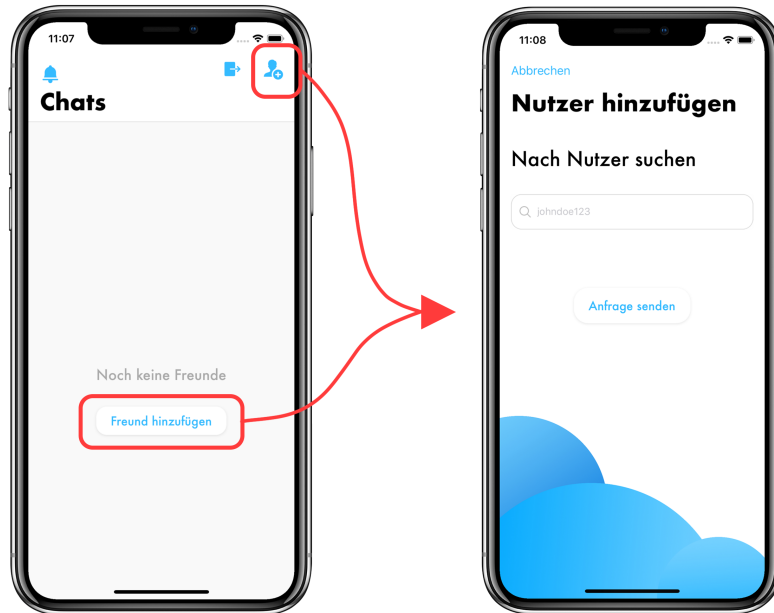 11:07
Chats
Noch keine Freunde
Freund hinzufügen
11:08
Abbrechen
Nutzer hinzufügen
Nach Nutzer suchen
johndoe123
Anfrage senden